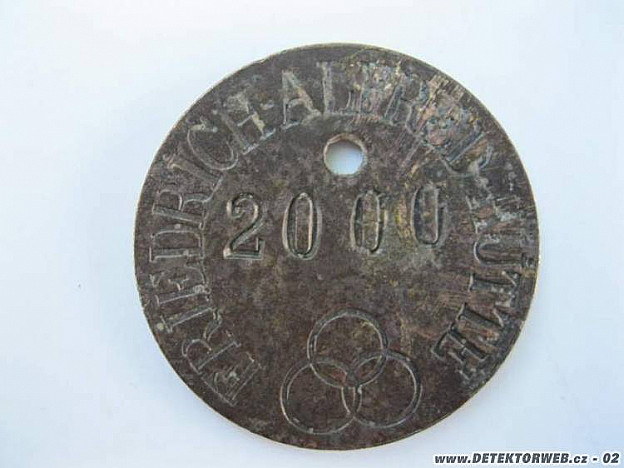 FRIEDRICH-ALFRED-HÜTTE
2000
www.DETEKTORWEB.cz - 02